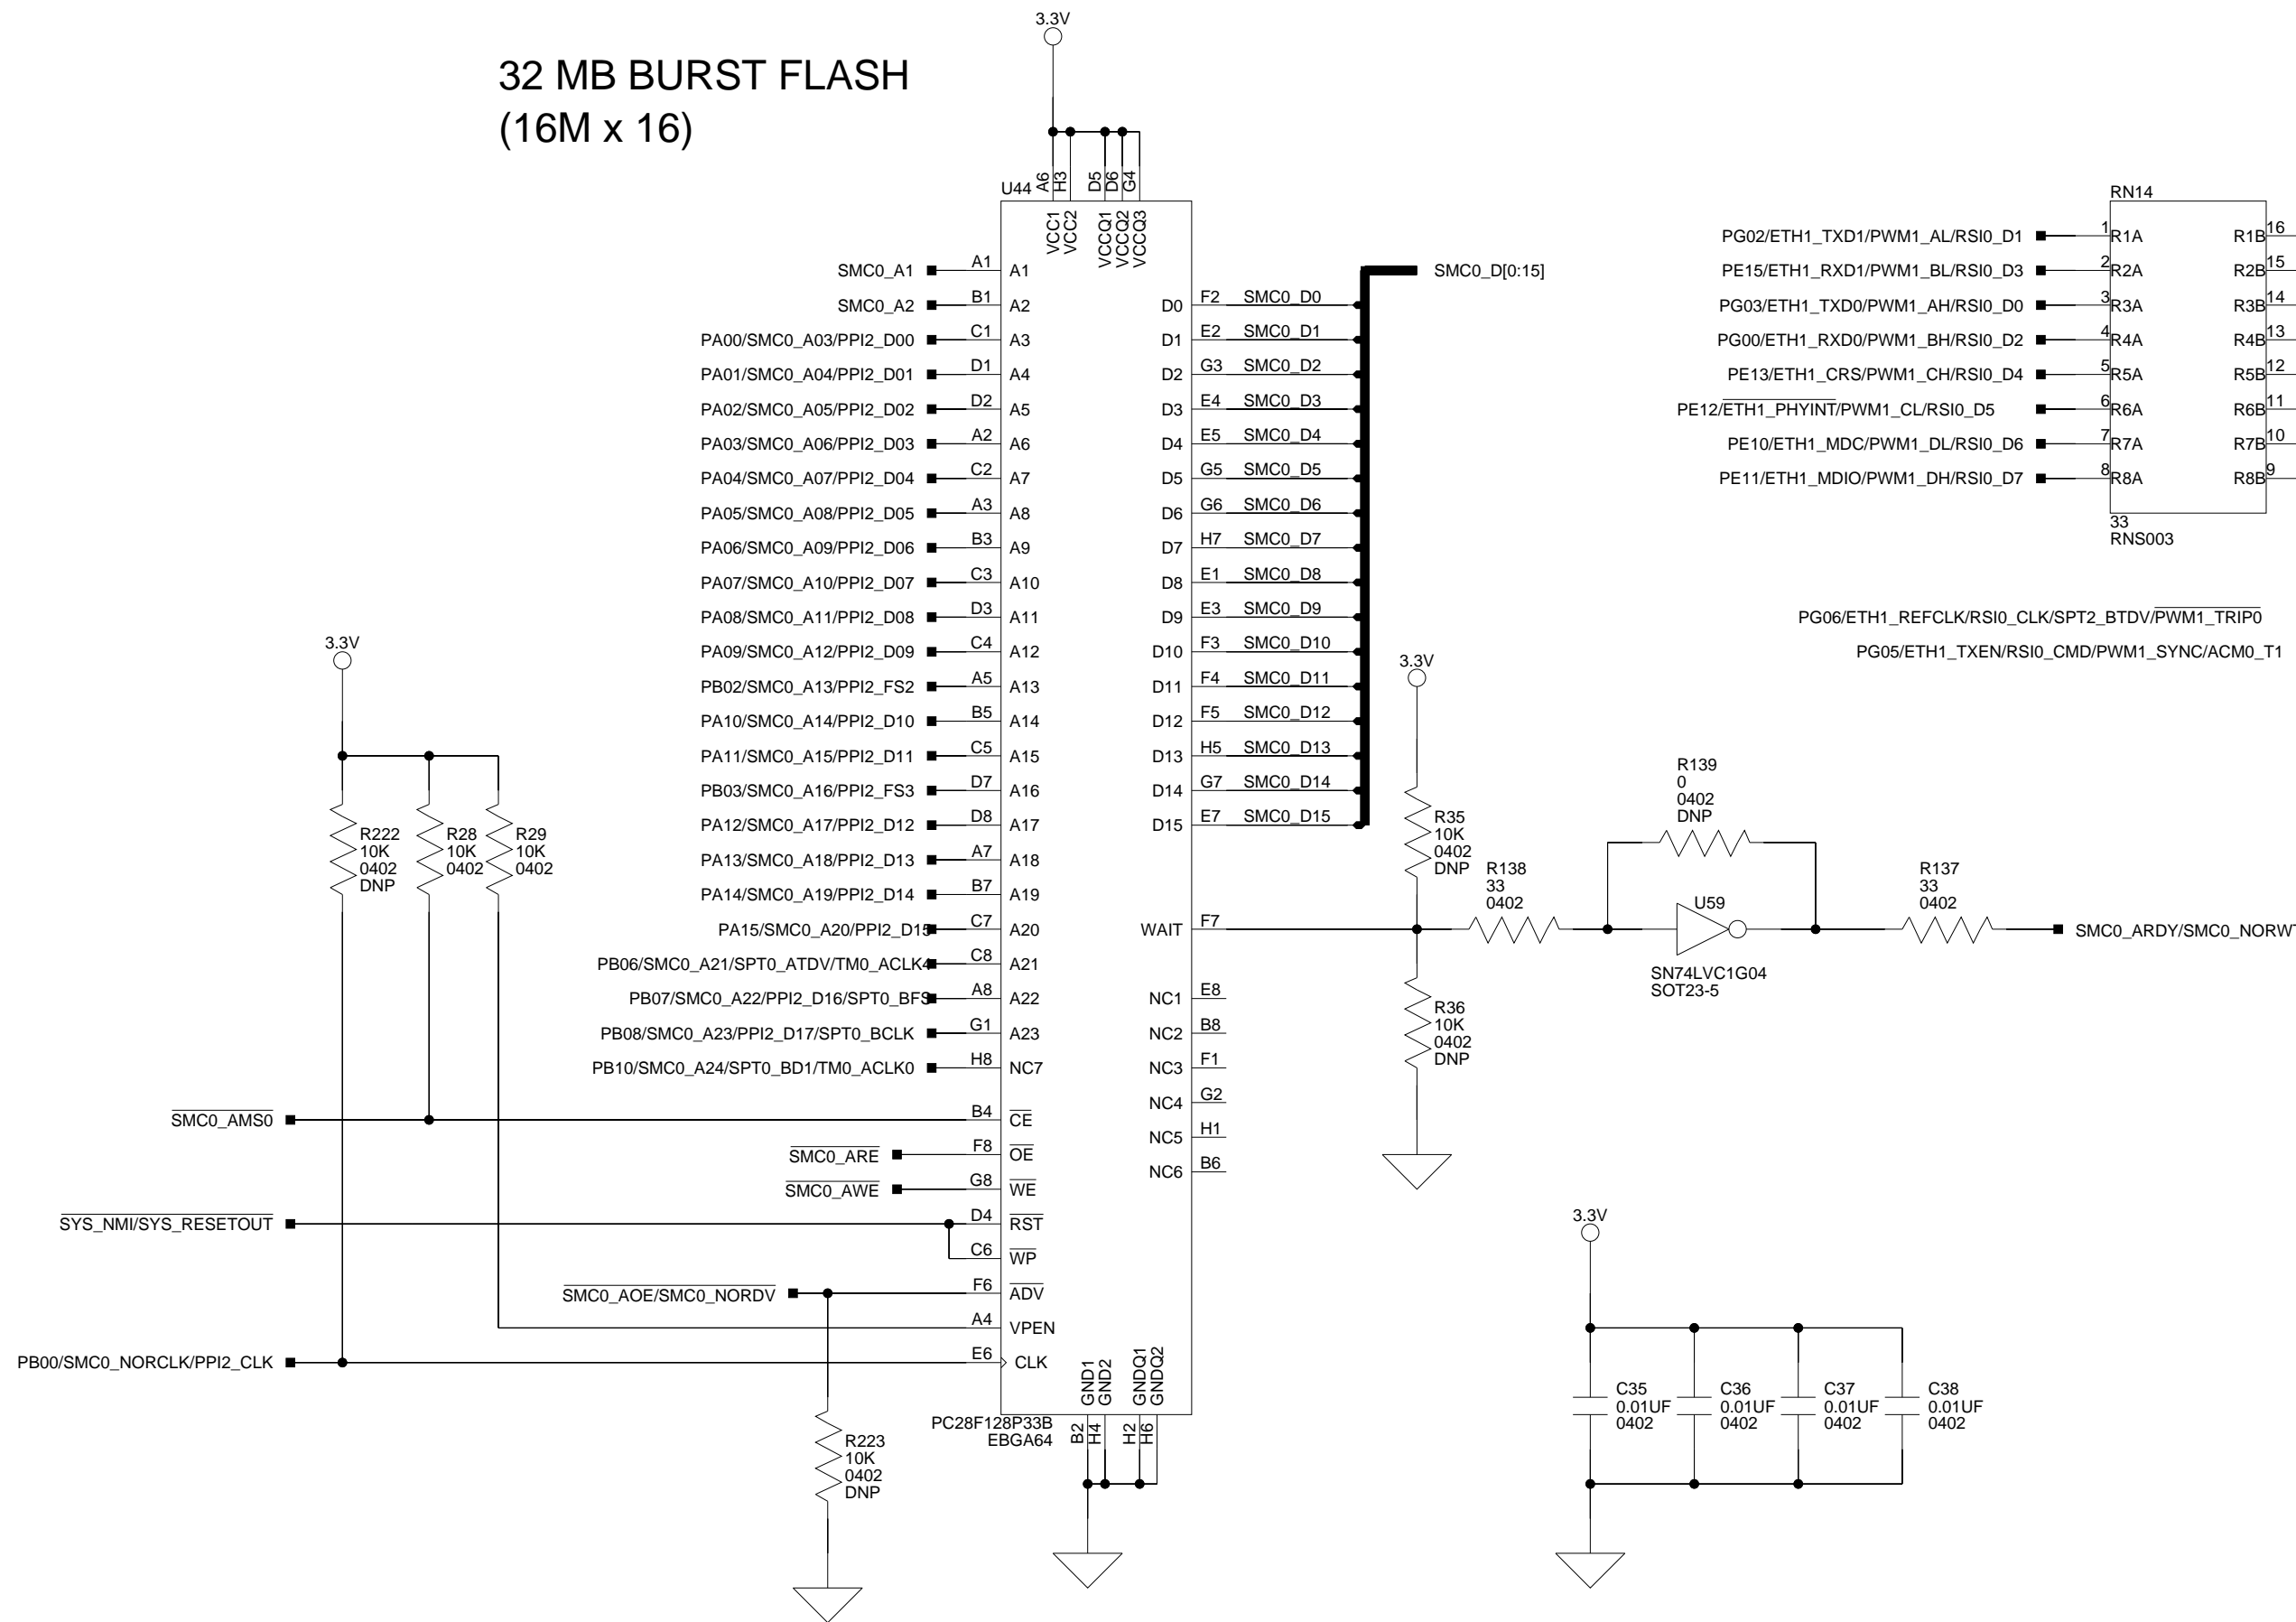 32 MB BURST FLASH
(16M x 16)
3.3V
U44
A6
H3
D5
D6
G4
VCC1
VCC2
VCCQ1
VCCQ2
VCCQ3
SMC0_A1 A1 A1
SMC0_A2 B1 A2
PA00/SMC0_A03/PPI2_D00 C1 A3
PA01/SMC0_A04/PPI2_D01 D1 A4
PA02/SMC0_A05/PPI2_D02 D2 A5
PA03/SMC0_A06/PPI2_D03 A2 A6
PA04/SMC0_A07/PPI2_D04 C2 A7
PA05/SMC0_A08/PPI2_D05 A3 A8
PA06/SMC0_A09/PPI2_D06 B3 A9
PA07/SMC0_A10/PPI2_D07 C3 A10
PA08/SMC0_A11/PPI2_D08 D3 A11
PA09/SMC0_A12/PPI2_D09 C4 A12
PB02/SMC0_A13/PPI2_FS2 A5 A13
PA10/SMC0_A14/PPI2_D10 B5 A14
PA11/SMC0_A15/PPI2_D11 C5 A15
PB03/SMC0_A16/PPI2_FS3 D7 A16
PA12/SMC0_A17/PPI2_D12 D8 A17
PA13/SMC0_A18/PPI2_D13 A7 A18
PA14/SMC0_A19/PPI2_D14 B7 A19
PA15/SMC0_A20/PPI2_D15 C7 A20
PB06/SMC0_A21/SPT0_ATDV/TM0_ACLK4 C8 A21
PB07/SMC0_A22/PPI2_D16/SPT0_BFS A8 A22
PB08/SMC0_A23/PPI2_D17/SPT0_BCLK G1 A23
PB10/SMC0_A24/SPT0_BD1/TM0_ACLK0 H8 NC7
SMC0_AMS0 B4 CE
SMC0_ARE F8 OE
SMC0_AWE G8 WE
SYS_NMI/SYS_RESETOUT D4 RST
C6 WP
SMC0_AOE/SMC0_NORDV F6 ADV
A4 VPEN
PB00/SMC0_NORCLK/PPI2_CLK E6 CLK
SMC0_D[0:15]
D0 F2 SMC0_D0
D1 E2 SMC0_D1
D2 G3 SMC0_D2
D3 E4 SMC0_D3
D4 E5 SMC0_D4
D5 G5 SMC0_D5
D6 G6 SMC0_D6
D7 H7 SMC0_D7
D8 E1 SMC0_D8
D9 E3 SMC0_D9
D10 F3 SMC0_D10
D11 F4 SMC0_D11
D12 F5 SMC0_D12
D13 H5 SMC0_D13
D14 G7 SMC0_D14
D15 E7 SMC0_D15
WAIT F7
NC1 E8
NC2 B8
NC3 F1
NC4 G2
NC5 H1
NC6 B6
GND1
GND2
GNDQ1
GNDQ2
B2
H4
H2
H6
PC28F128P33B
EBGA64
3.3V
R222
10K
0402
DNP
R28
10K
0402
R29
10K
0402
R223
10K
0402
DNP
3.3V
R35
10K
0402
DNP
R36
10K
0402
DNP
R138
33
0402
R139
0
0402
DNP
U59
SN74LVC1G04
SOT23-5
R137
33
0402
SMC0_ARDY/SMC0_NORWT
RN14
PG02/ETH1_TXD1/PWM1_AL/RSI0_D1 1 R1A R1B 16
PE15/ETH1_RXD1/PWM1_BL/RSI0_D3 2 R2A R2B 15
PG03/ETH1_TXD0/PWM1_AH/RSI0_D0 3 R3A R3B 14
PG00/ETH1_RXD0/PWM1_BH/RSI0_D2 4 R4A R4B 13
PE13/ETH1_CRS/PWM1_CH/RSI0_D4 5 R5A R5B 12
PE12/ETH1_PHYINT/PWM1_CL/RSI0_D5 6 R6A R6B 11
PE10/ETH1_MDC/PWM1_DL/RSI0_D6 7 R7A R7B 10
PE11/ETH1_MDIO/PWM1_DH/RSI0_D7 8 R8A R8B 9
33
RNS003
PG06/ETH1_REFCLK/RSI0_CLK/SPT2_BTDV/PWM1_TRIP0
PG05/ETH1_TXEN/RSI0_CMD/PWM1_SYNC/ACM0_T1
3.3V
C35
0.01UF
0402
C36
0.01UF
0402
C37
0.01UF
0402
C38
0.01UF
0402